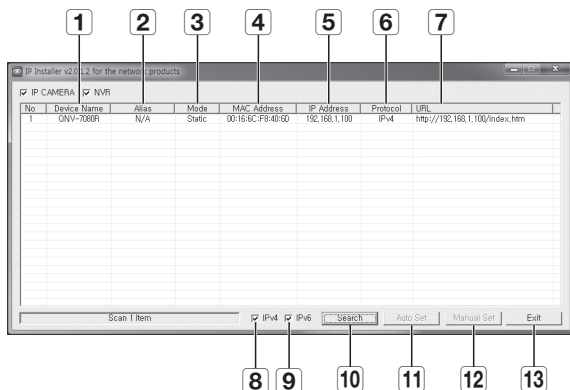 1 2 3 4 5 6 7
IP Installer v2.0.1.2 for the network products
IP CAMERA NVR
No Device Name Alias Mode MAC Address IP Address Protocol URL
1 QNV-7080R N/A Static 00:16:6C:F8:40:6D 192,168,1,100 IPv4 http://192,168,1,100/index,htm
Scan 1 Item IPv4 IPv6 Search Auto Set Manual Set Exit
8 9 10 11 12 13